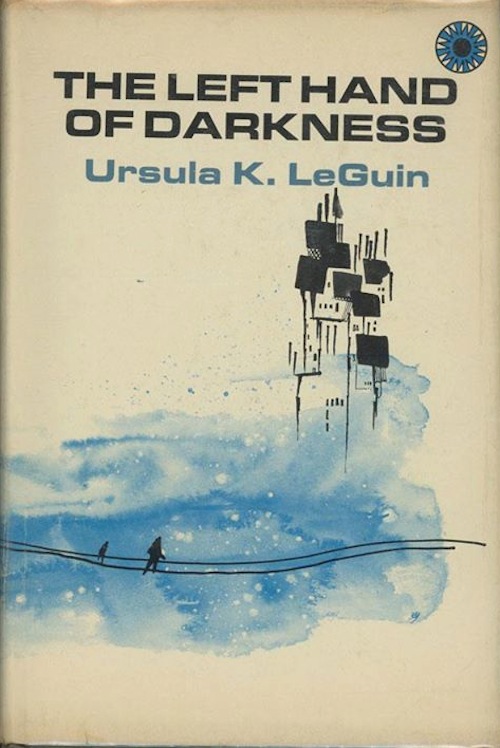 THE LEFT HAND
OF DARKNESS
Ursula K. LeGuin